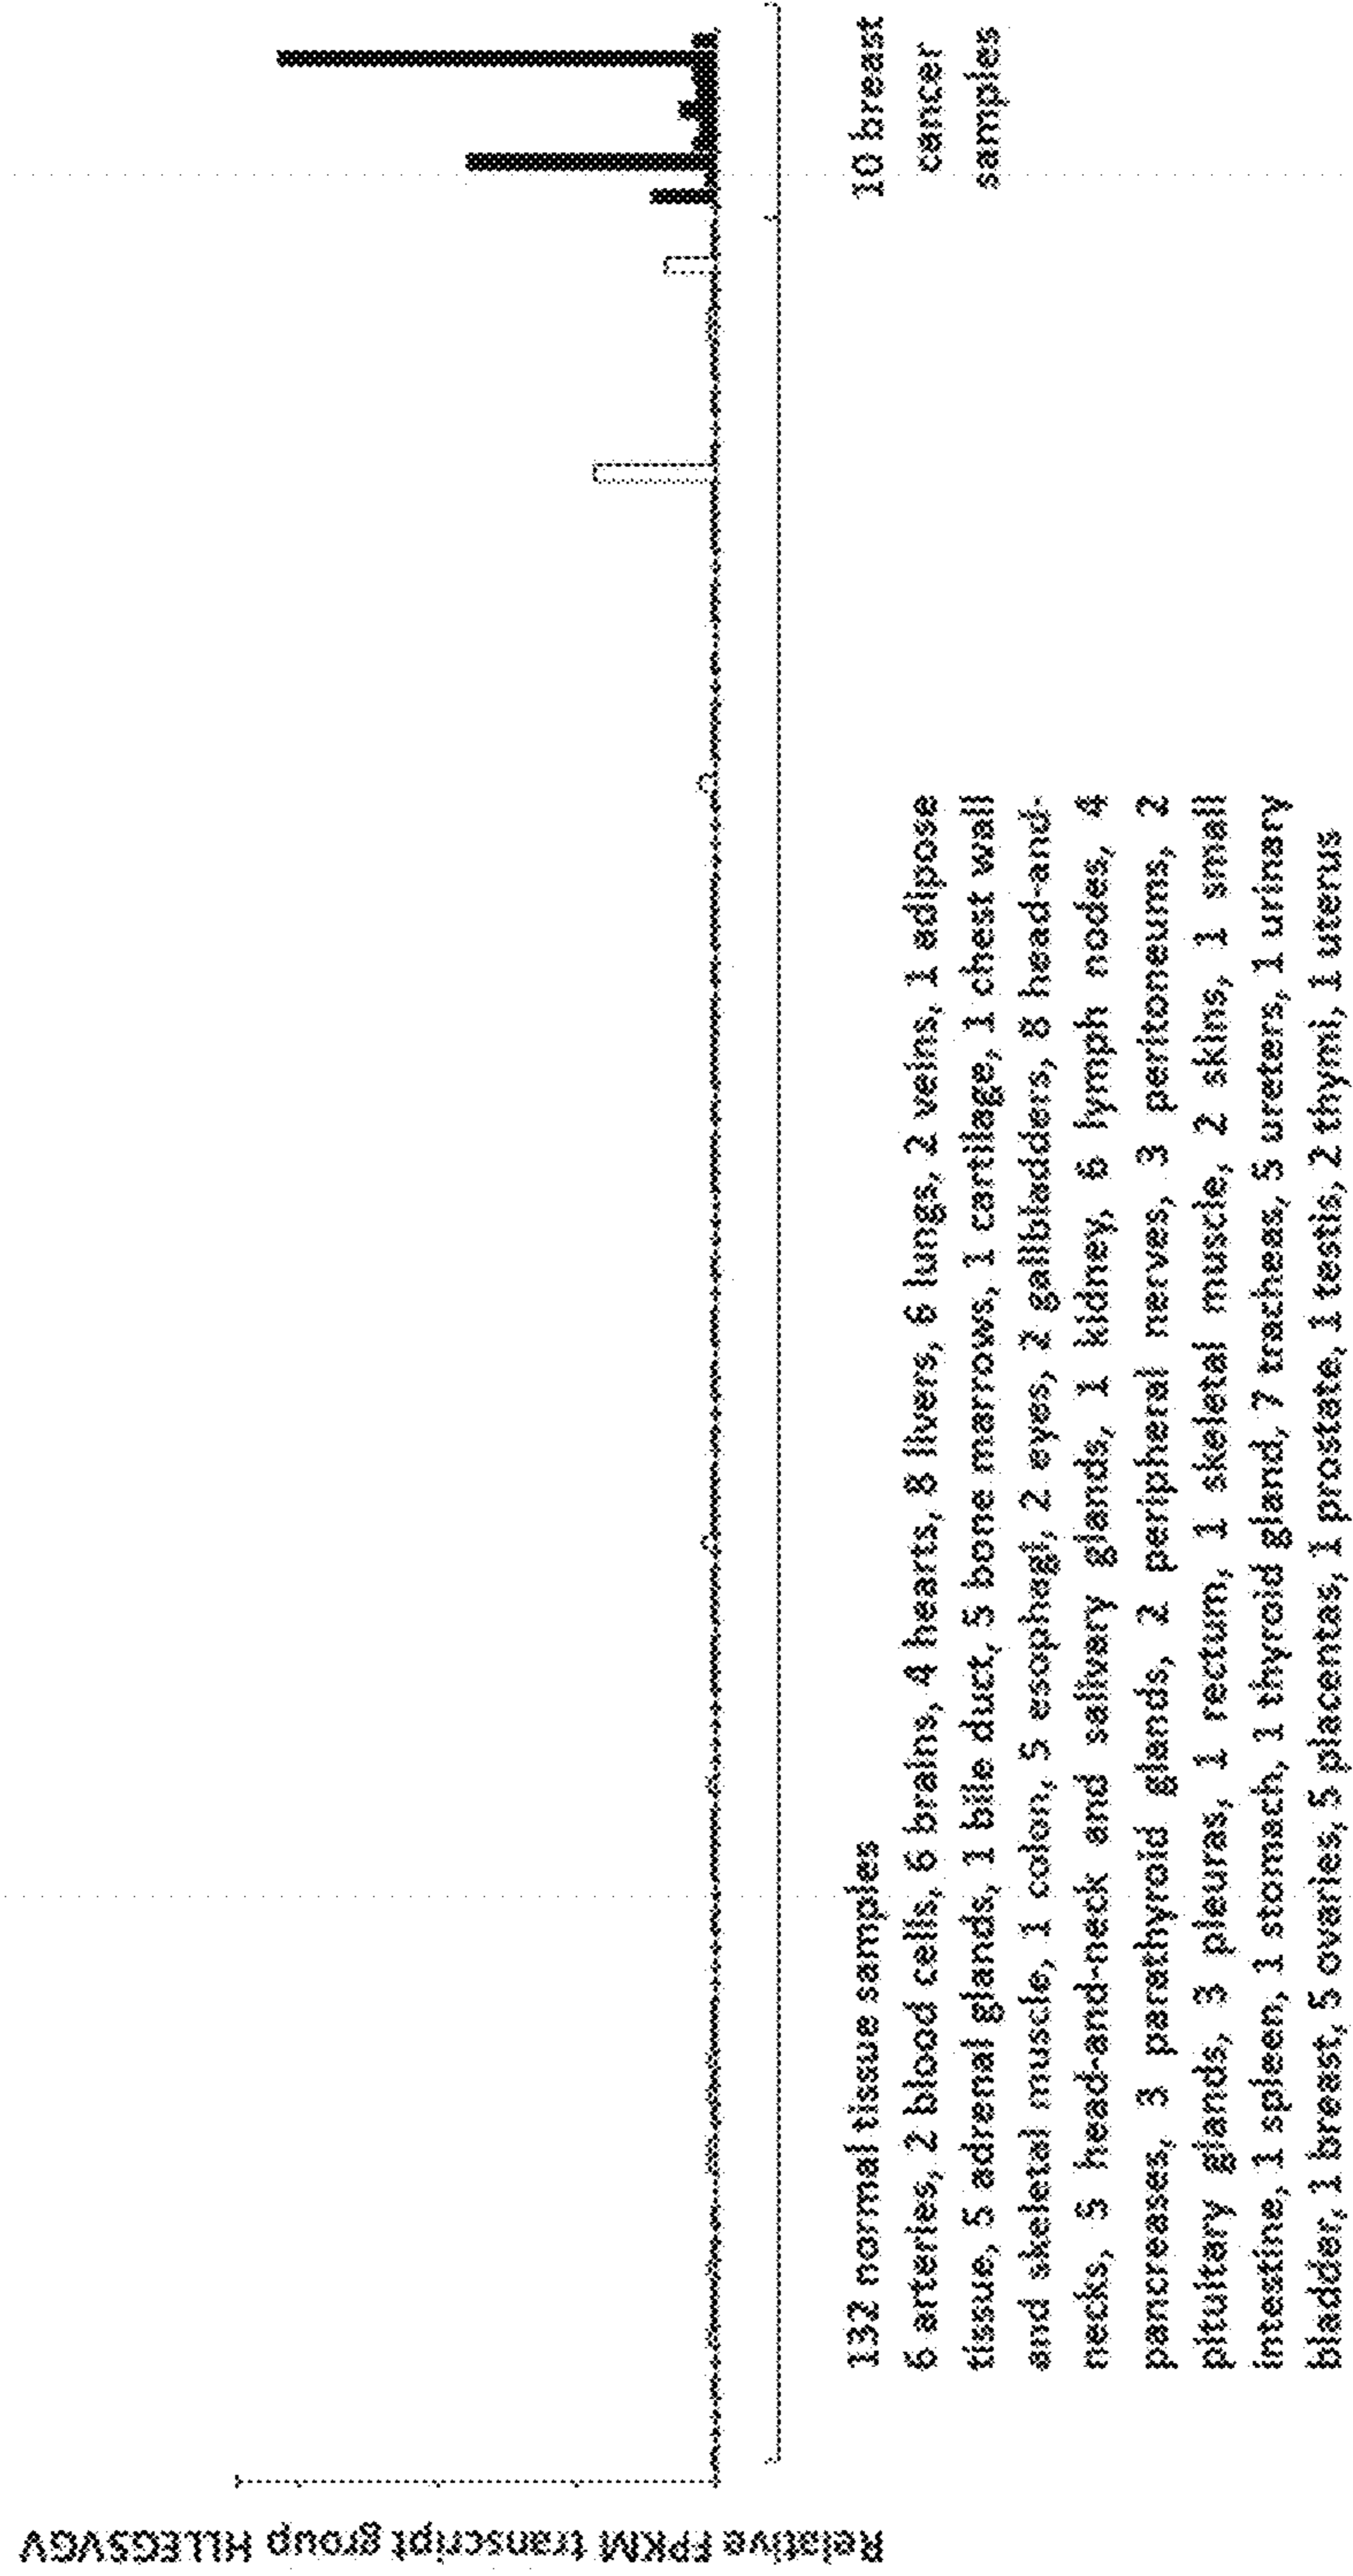 Relative FPKM transcript group HLLEGSVGV
132 normal tissue samples
6 arteries, 2 blood cells, 6 brains, 4 hearts, 8 livers, 6 lungs, 2 veins, 1 adipose
tissue, 5 adrenal glands, 1 bile duct, 5 bone marrows, 1 cartilage, 1 chest wall
and skeletal muscle, 1 colon, 5 esophagi, 2 eyes, 2 gallbladders, 8 head-and-
necks, 5 head-and-neck and salivary glands, 1 kidney, 6 lymph nodes, 4
pancreases, 3 parathyroid glands, 2 peripheral nerves, 3 peritoneums, 2
pituitary glands, 3 pleuras, 1 rectum, 1 skeletal muscle, 2 skins, 1 small
intestine, 1 spleen, 1 stomach, 1 thyroid gland, 7 tracheas, 5 ureters, 1 urinary
bladder, 1 breast, 5 ovaries, 5 placentas, 1 prostate, 1 testis, 2 thymi, 1 uterus
10 breast
cancer
samples